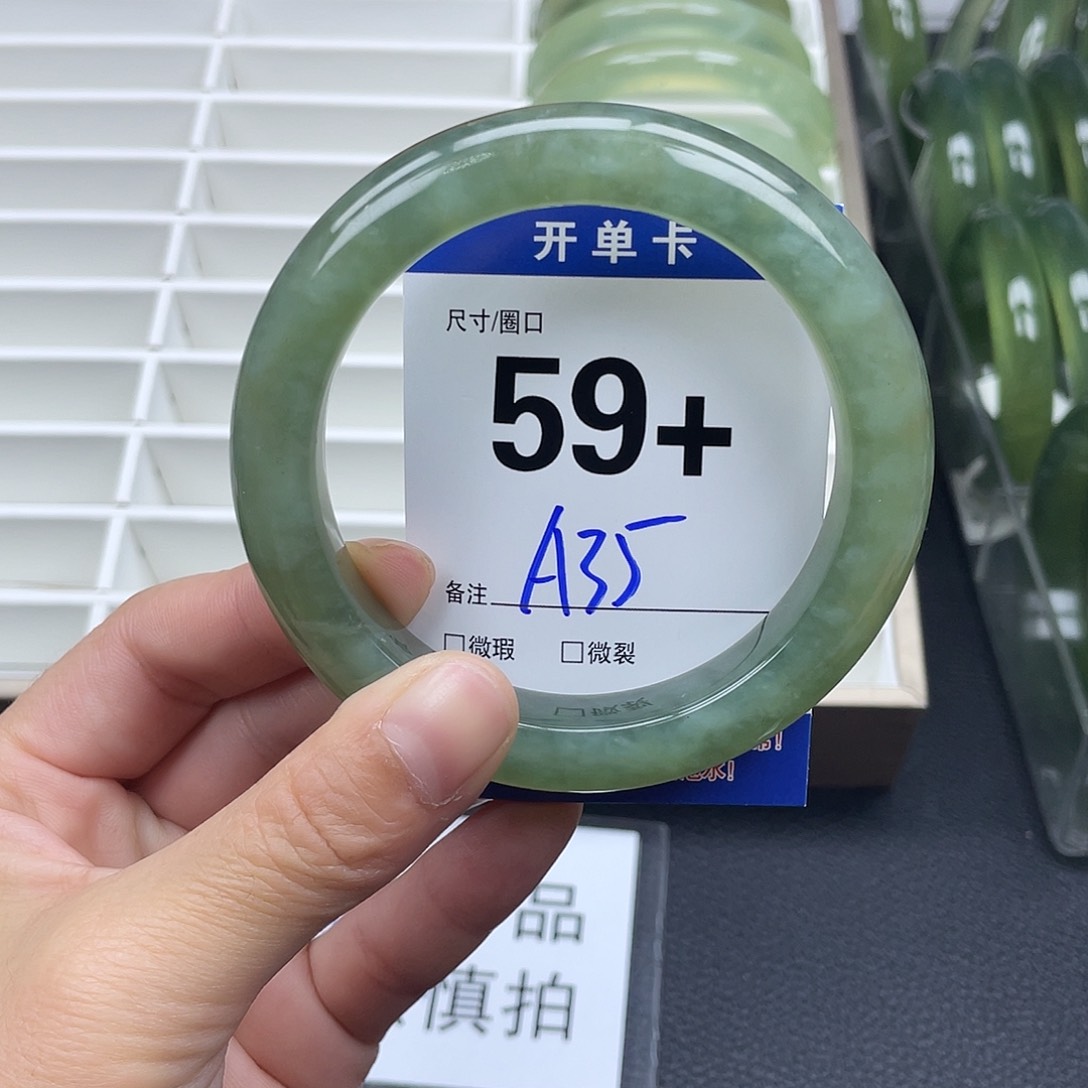 开单卡
尺寸/圈口
59+
备注 A35
□微瑕 □微裂
品
慎拍